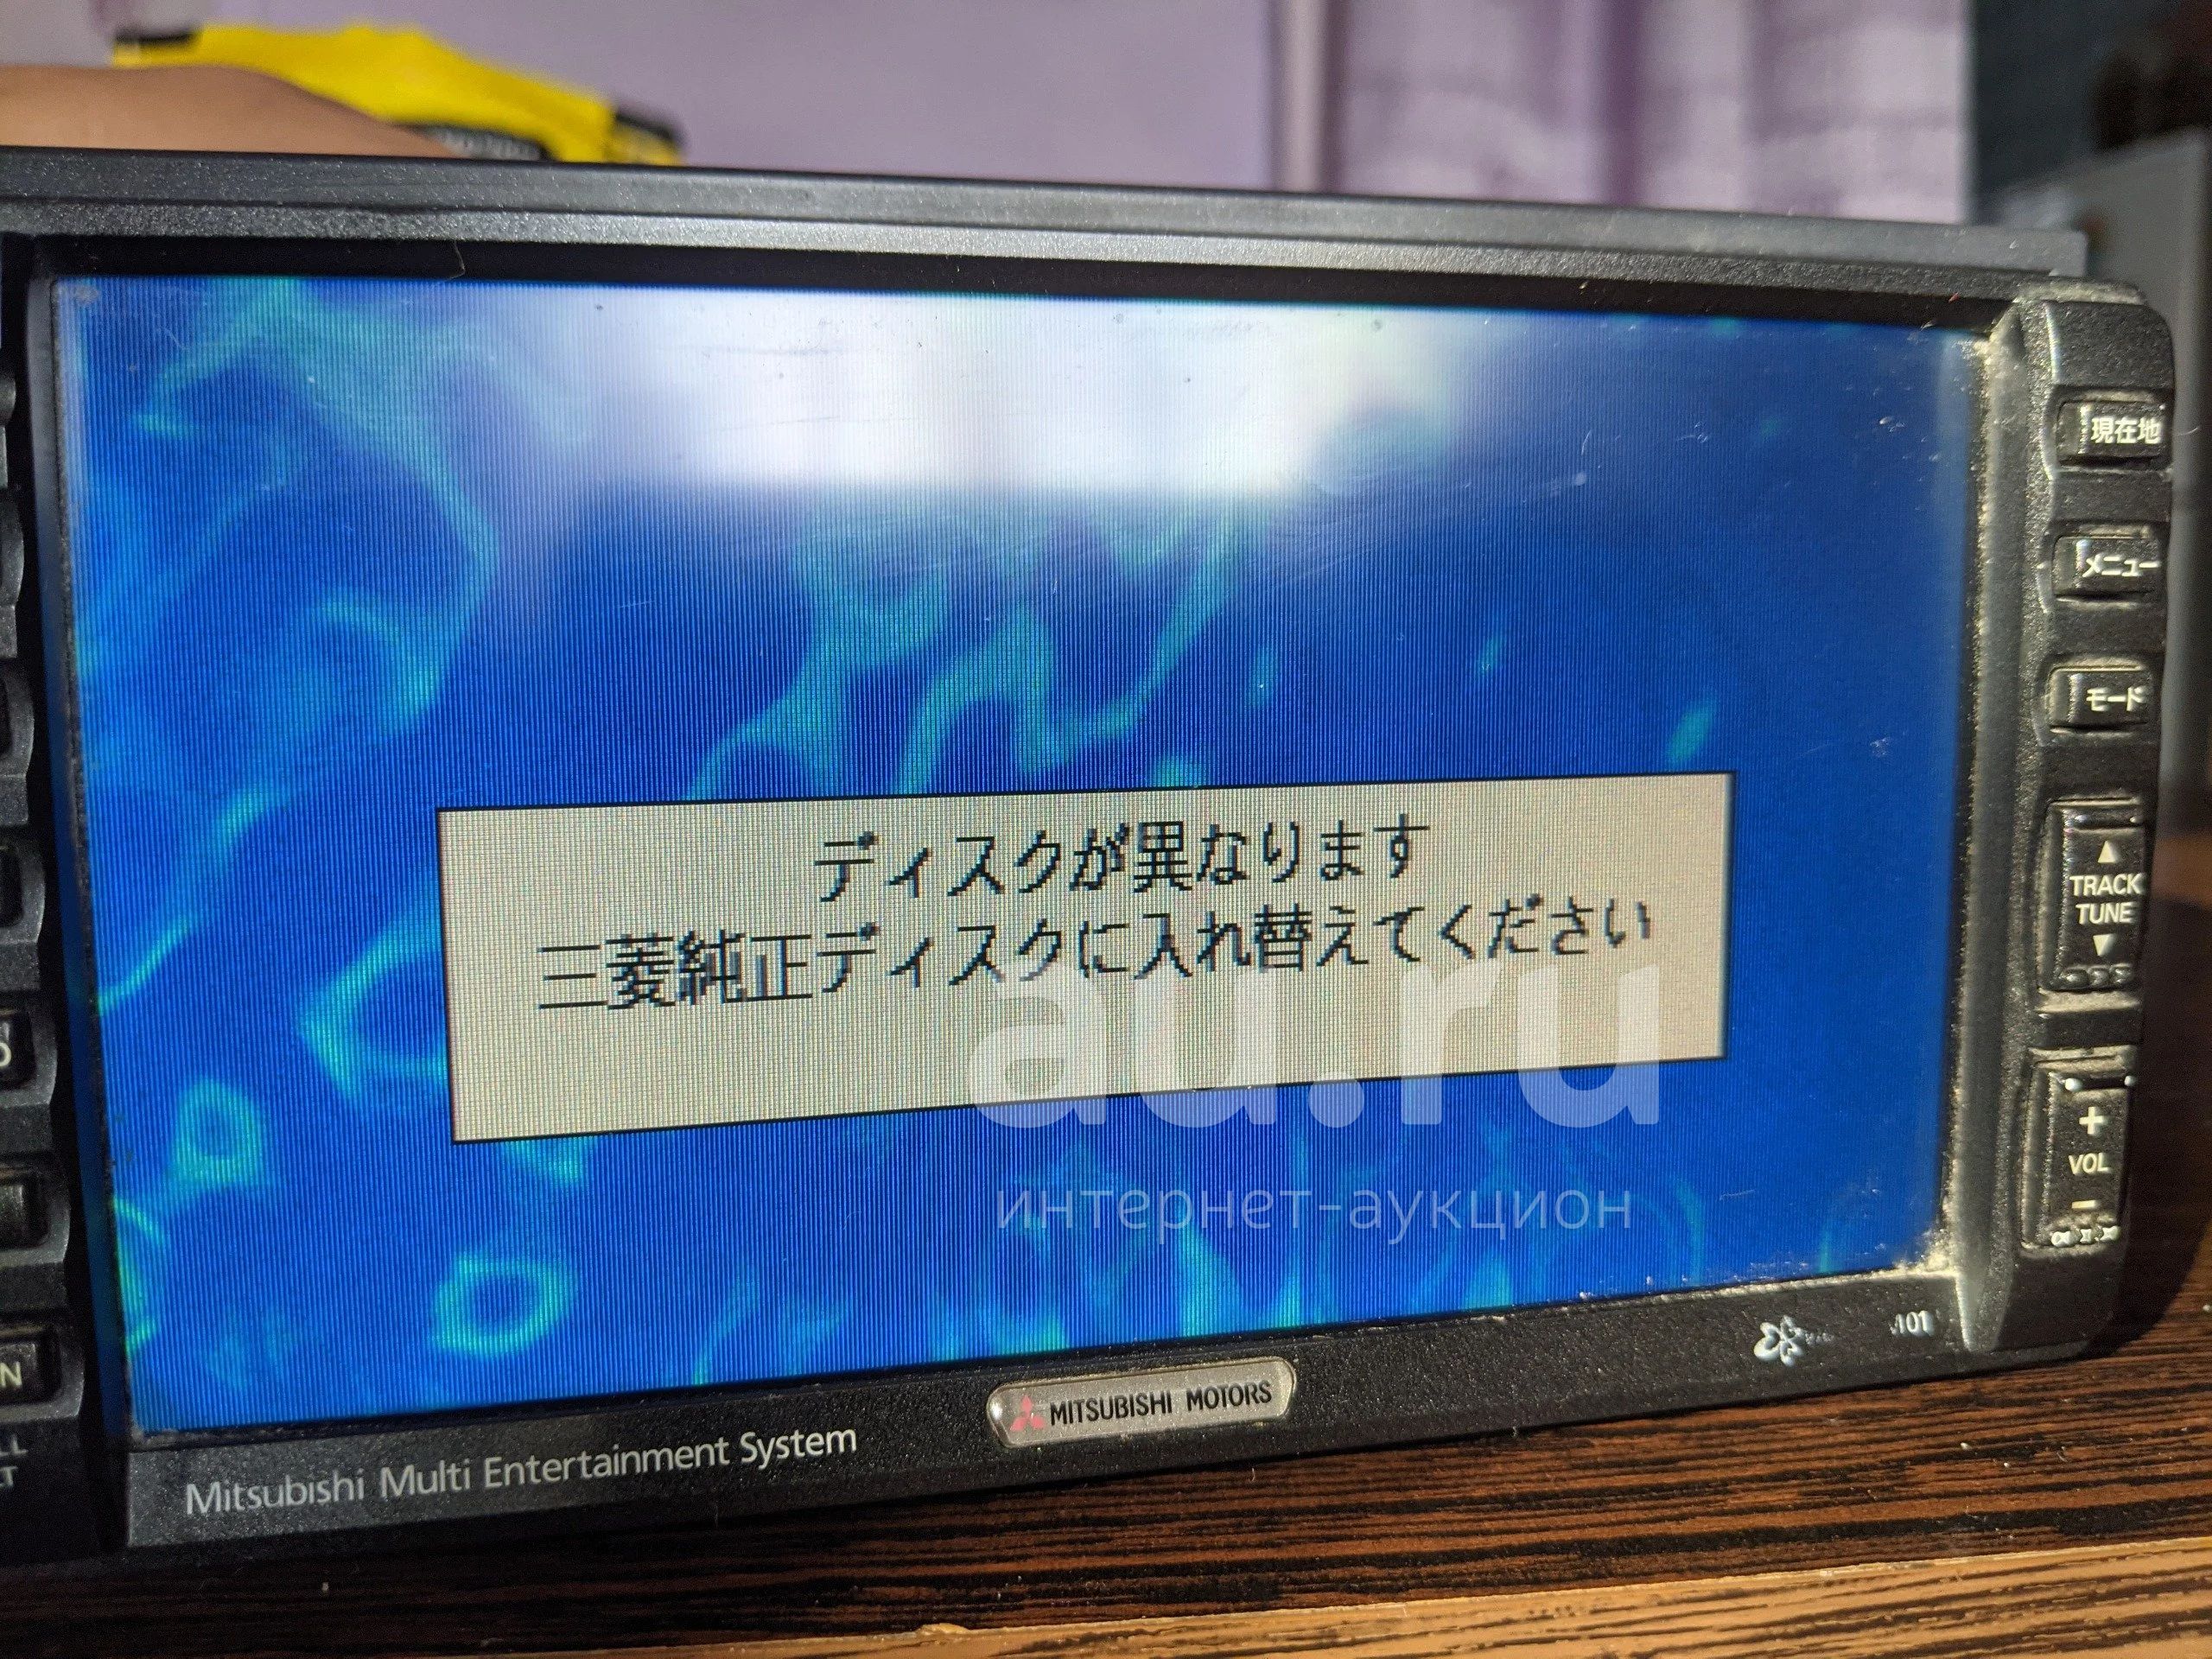 現在地
メニュー
モード
▲
TRACK
TUNE
▼
ディスクが異なります
三菱純正ディスクに入れ替えてください
au.ru
интернет-аукцион
+
VOL
−
N
101
MITSUBISHI MOTORS
Mitsubishi Multi Entertainment System